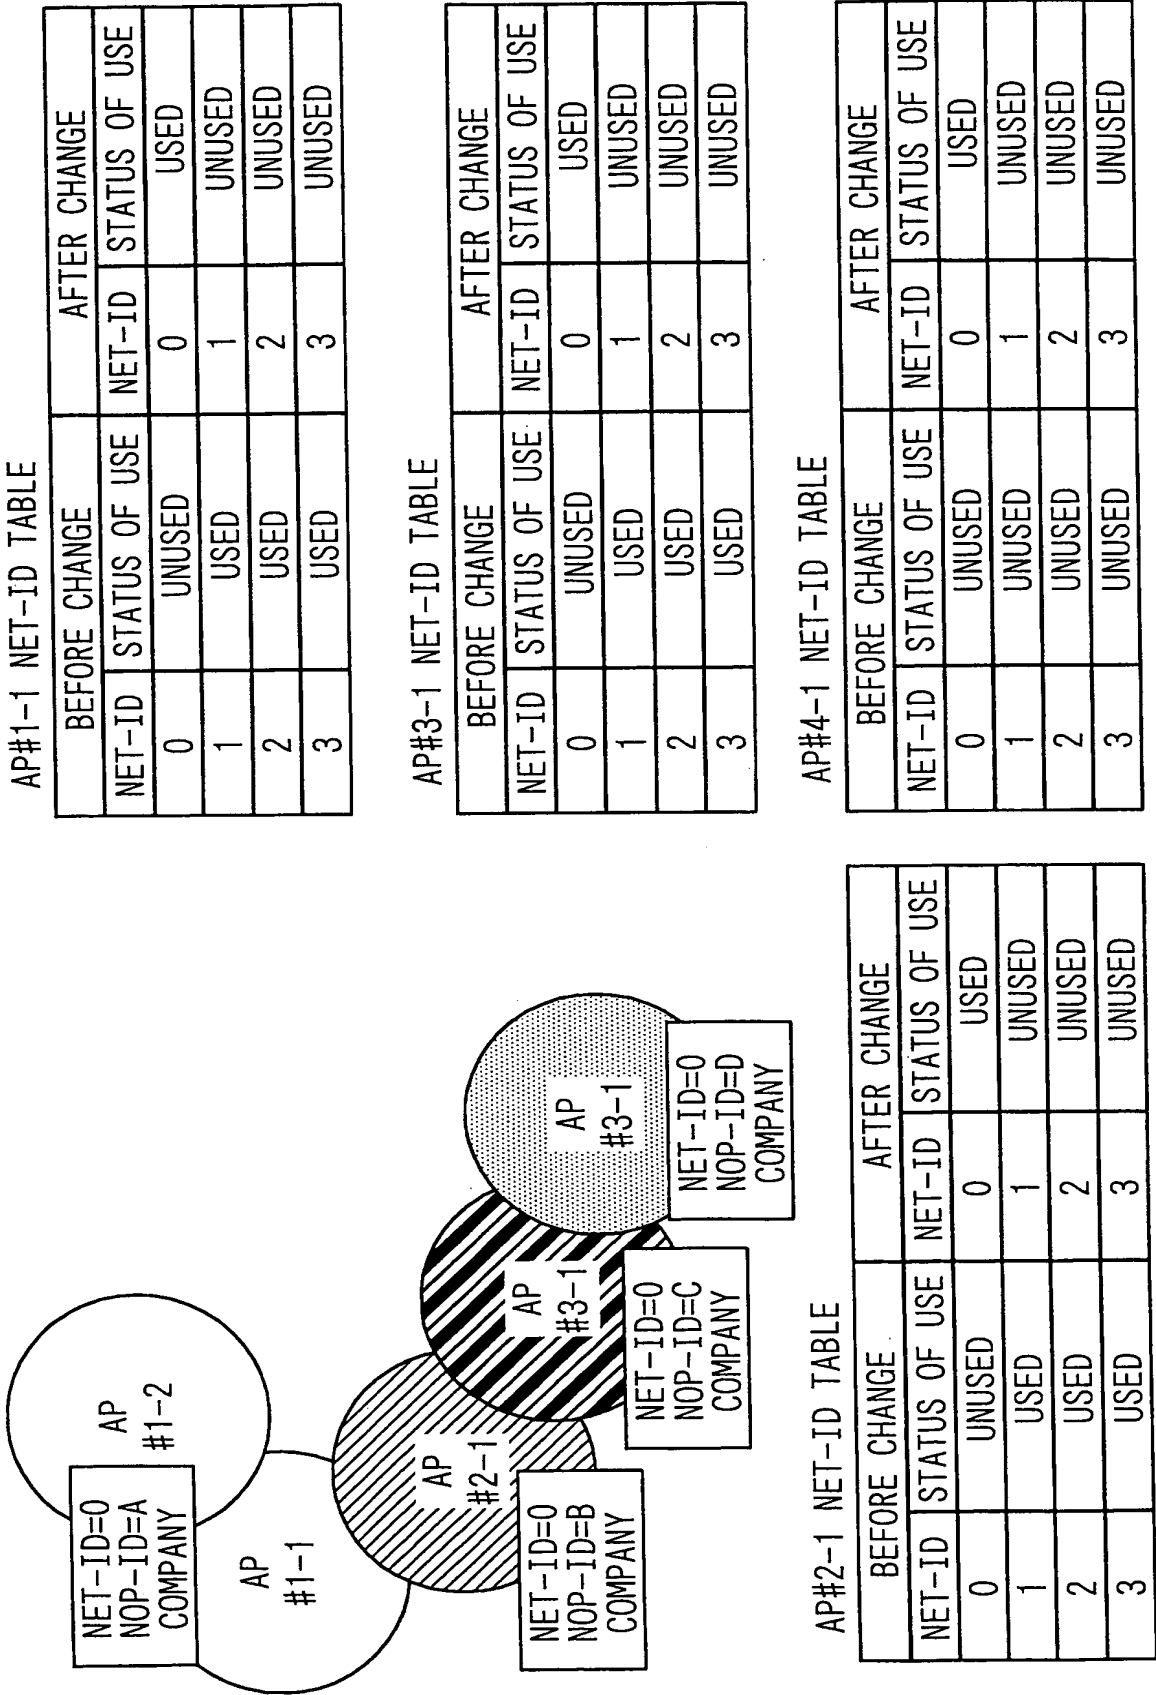 NET-ID=0
NOP-ID=A
COMPANY
AP
#1-2
AP
#1-1
AP
#2-1
NET-ID=0
NOP-ID=B
COMPANY
AP
#3-1
NET-ID=0
NOP-ID=C
COMPANY
AP
#3-1
NET-ID=0
NOP-ID=D
COMPANY
AP#1-1 NET-ID TABLE
BEFORE CHANGE AFTER CHANGE
NET-ID STATUS OF USE NET-ID STATUS OF USE
0 UNUSED 0 USED
1 USED 1 UNUSED
2 USED 2 UNUSED
3 USED 3 UNUSED
AP#3-1 NET-ID TABLE
BEFORE CHANGE AFTER CHANGE
NET-ID STATUS OF USE NET-ID STATUS OF USE
0 UNUSED 0 USED
1 USED 1 UNUSED
2 USED 2 UNUSED
3 USED 3 UNUSED
AP#2-1 NET-ID TABLE
BEFORE CHANGE AFTER CHANGE
NET-ID STATUS OF USE NET-ID STATUS OF USE
0 UNUSED 0 USED
1 USED 1 UNUSED
2 USED 2 UNUSED
3 USED 3 UNUSED
AP#4-1 NET-ID TABLE
BEFORE CHANGE AFTER CHANGE
NET-ID STATUS OF USE NET-ID STATUS OF USE
0 UNUSED 0 USED
1 UNUSED 1 UNUSED
2 UNUSED 2 UNUSED
3 UNUSED 3 UNUSED